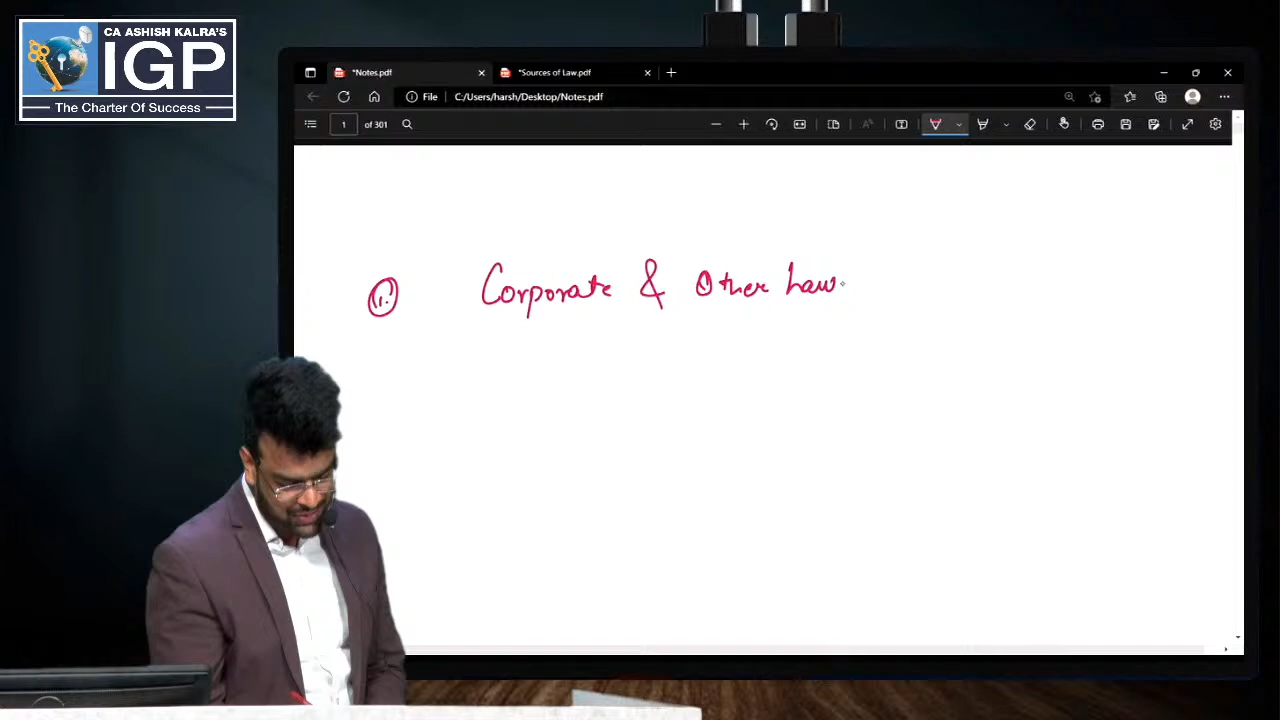 CA ASHISH KALRA'S
IGP
The Charter Of Success
*Notes.pdf
*Sources of Law.pdf
File
C:/Users/harsh/Desktop/Notes.pdf
1 of 301
1. Corporate & Other Law